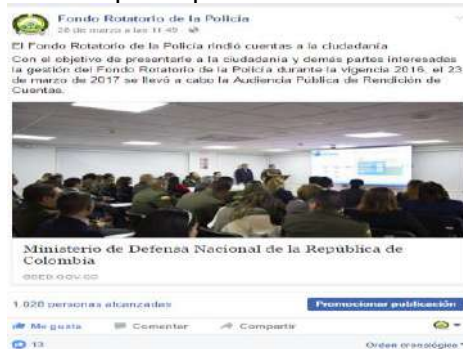 Fondo Rotatorio de la Policía
28 de marzo a las 11:49
El Fondo Rotatorio de la Policía rindió cuentas a la ciudadanía
Con el objetivo de presentarle a la ciudadanía y demás partes interesadas
la gestión del Fondo Rotatorio de la Policía durante la vigencia 2016, el 23
de marzo de 2017 se llevó a cabo la Audiencia Pública de Rendición de
Cuentas.
Ministerio de Defensa Nacional de la República de
Colombia
GSED.GOV.CO
1.028 personas alcanzadas
Promocionar publicación
Me gusta Comentar Compartir
13
Orden cronológico